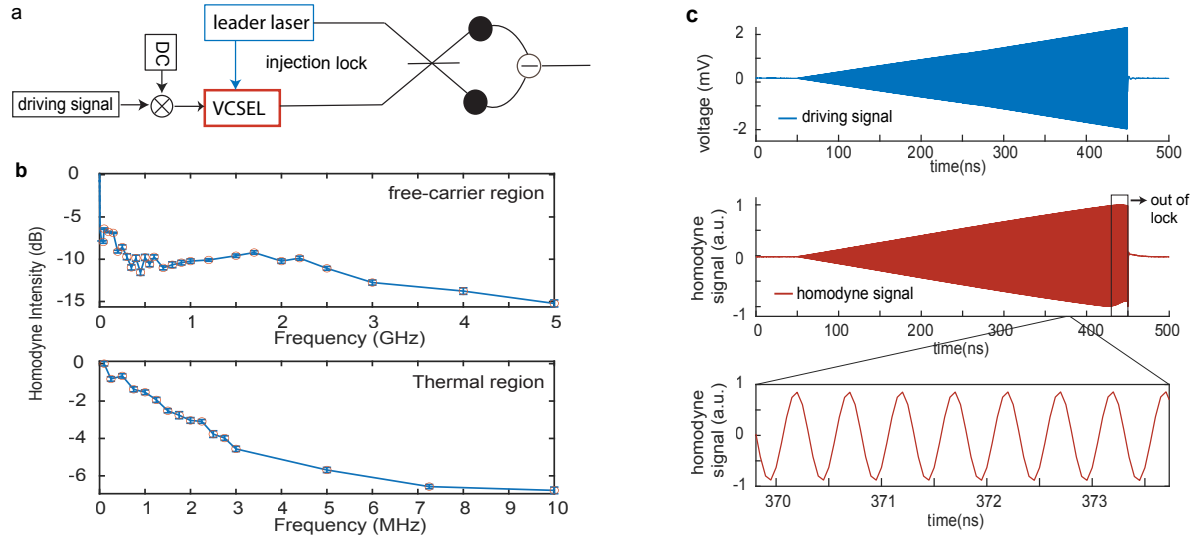 a
leader laser
DC
injection lock
driving signal
VCSEL
b
Homodyne Intensity (dB)
0
-5
-10
-15
free-carrier region
0 1 2 3 4 5
Frequency (GHz)
0
-2
-4
-6
Thermal region
0 1 2 3 4 5 6 7 8 9 10
Frequency (MHz)
c
voltage (mV)
2
0
-2
driving signal
0 100 200 300 400 500
time(ns)
homodyne
signal (a.u.)
1
0
-1
out of
lock
homodyne signal
0 100 200 300 400 500
time(ns)
homodyne
signal (a.u.)
1
0
-1
370 371 372 373
time(ns)